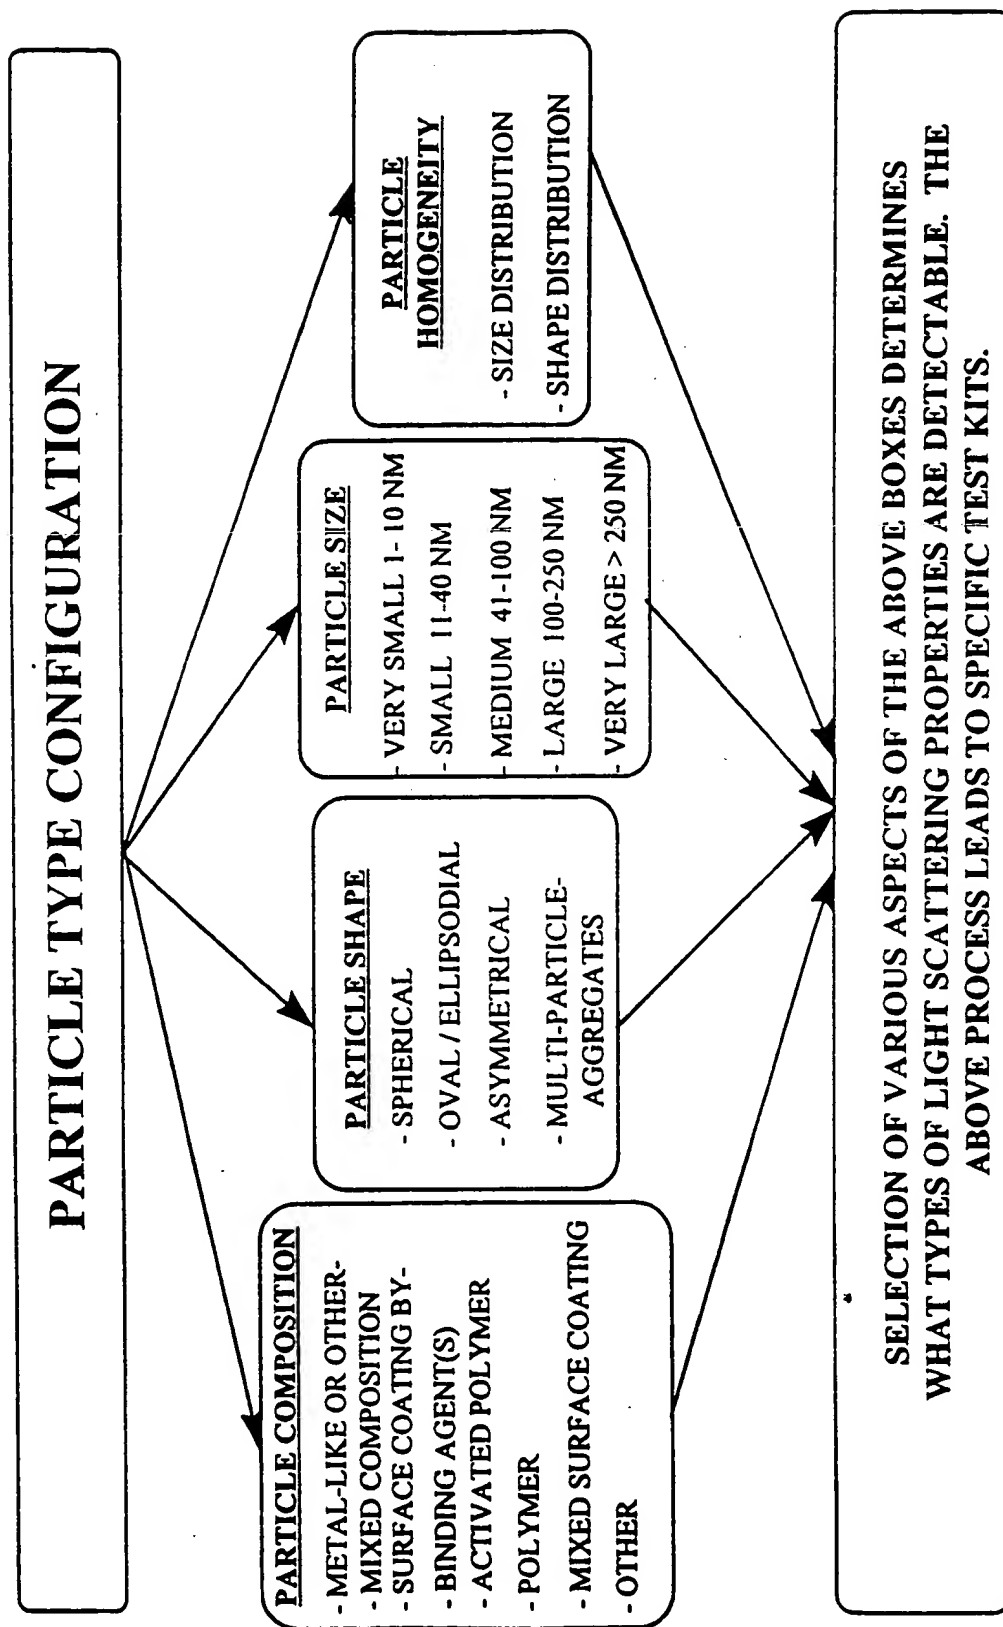 PARTICLE TYPE CONFIGURATION
PARTICLE COMPOSITION
- METAL-LIKE OR OTHER-
- MIXED COMPOSITION
- SURFACE COATING BY-
- BINDING AGENT(S)
- ACTIVATED POLYMER
- POLYMER
- MIXED SURFACE COATING
- OTHER
PARTICLE SHAPE
- SPHERICAL
- OVAL / ELLIPSODIAL
- ASYMMETRICAL
- MULTI-PARTICLE-
AGGREGATES
PARTICLE SIZE
- VERY SMALL 1- 10 NM
- SMALL 11-40 NM
- MEDIUM 41-100 NM
- LARGE 100-250 NM
- VERY LARGE > 250 NM
PARTICLE
HOMOGENEITY
- SIZE DISTRIBUTION
- SHAPE DISTRIBUTION
SELECTION OF VARIOUS ASPECTS OF THE ABOVE BOXES DETERMINES
WHAT TYPES OF LIGHT SCATTERING PROPERTIES ARE DETECTABLE. THE
ABOVE PROCESS LEADS TO SPECIFIC TEST KITS.